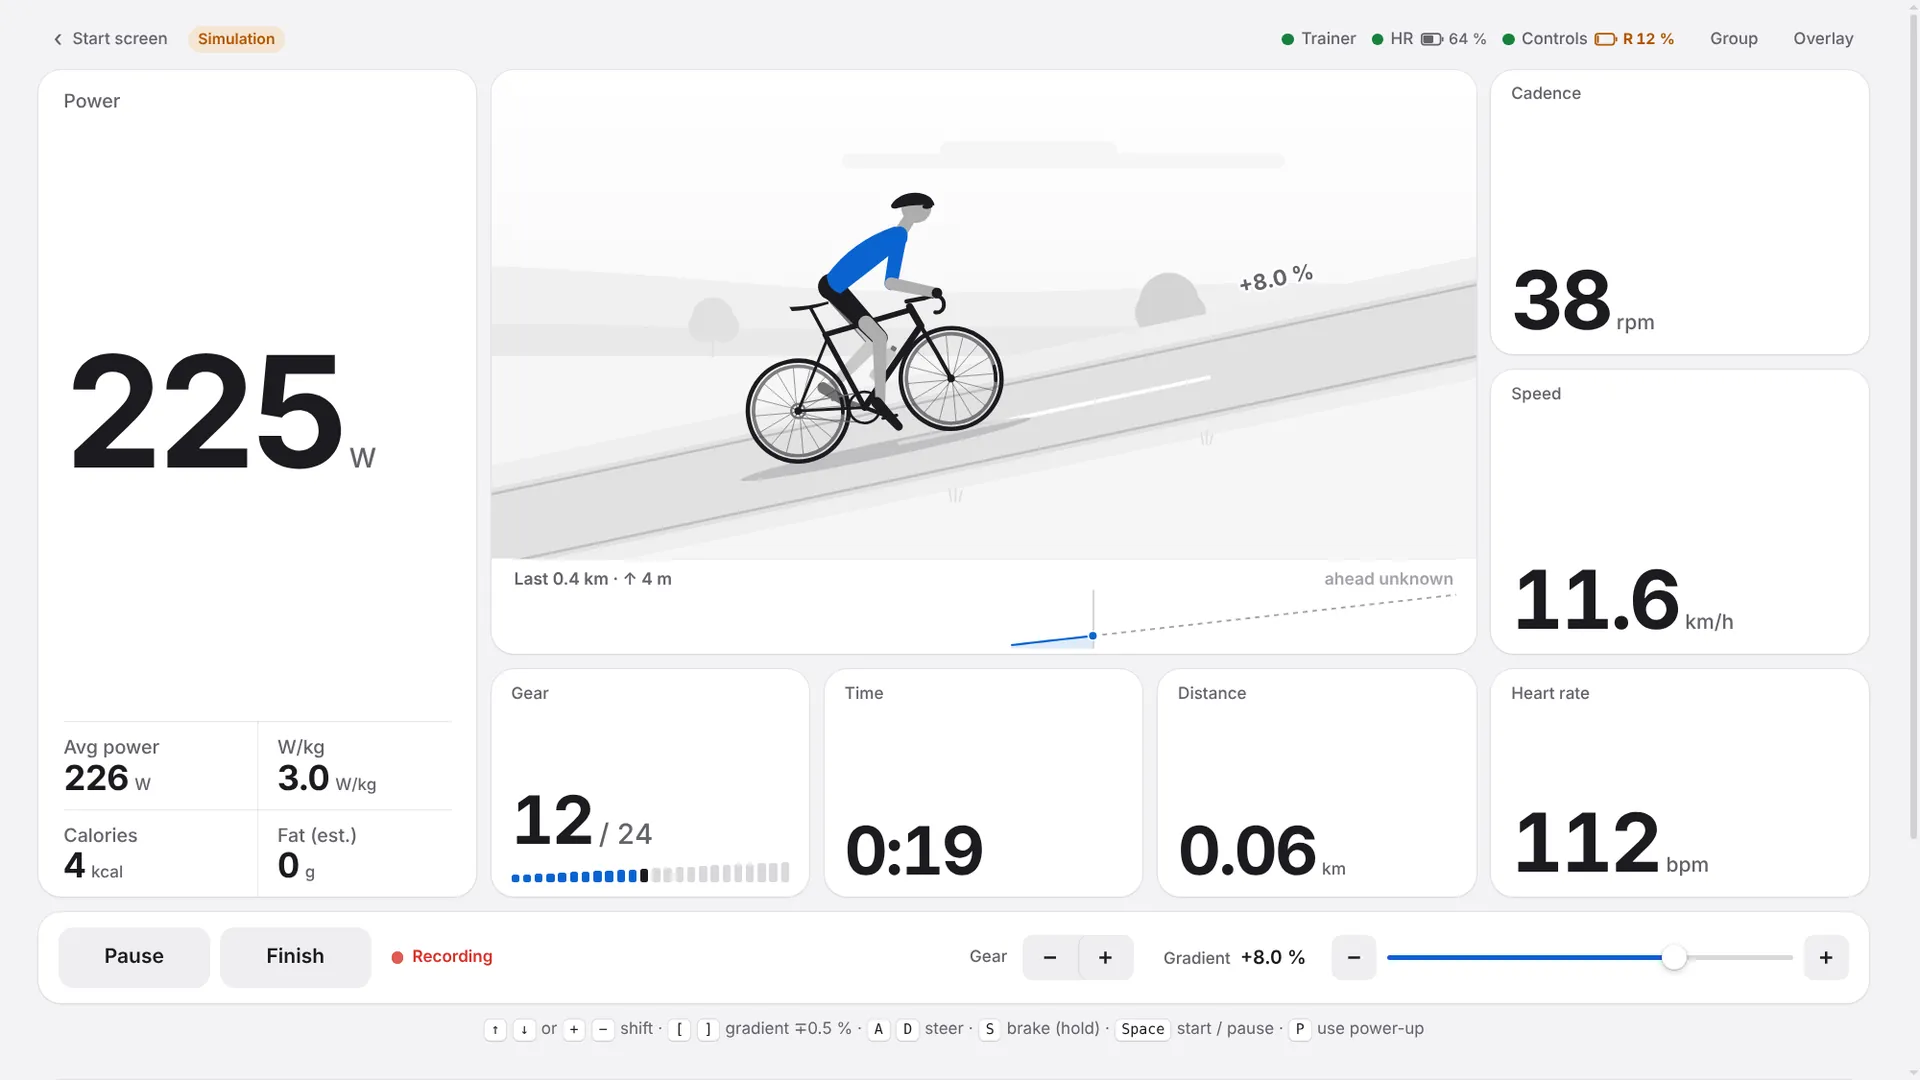 Start screen
Simulation
Trainer
HR 64 %
Controls R 12 %
Group
Overlay
Power
225 W
Avg power
226 W
W/kg
3.0 W/kg
Calories
4 kcal
Fat (est.)
0 g
+8.0 %
Last 0.4 km · ↑ 4 m
ahead unknown
Cadence
38 rpm
Speed
11.6 km/h
Gear
12 / 24
Time
0:19
Distance
0.06 km
Heart rate
112 bpm
Pause
Finish
Recording
Gear − +
Gradient +8.0 % − +
↑ ↓ or + − shift · [ ] gradient ∓0.5 % · A D steer · S brake (hold) · Space start / pause · P use power-up